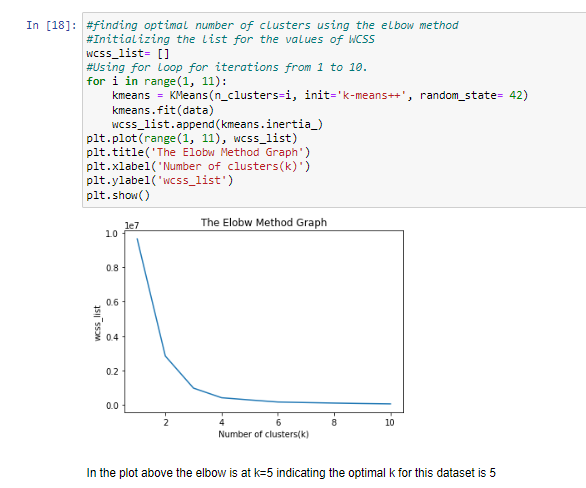 In [18]: #finding optimal number of clusters using the elbow method
#Initializing the list for the values of WCSS
wcss_list= []
#Using for loop for iterations from 1 to 10.
for i in range(1, 11):
kmeans = KMeans(n_clusters=i, init='k-means++', random_state= 42)
kmeans.fit(data)
wcss_list.append(kmeans.inertia_)
plt.plot(range(1, 11), wcss_list)
plt.title('The Elobw Method Graph')
plt.xlabel('Number of clusters(k)')
plt.ylabel('wcss_list')
plt.show()
1e7
The Elobw Method Graph
1.0
0.8
0.6
0.4
0.2
0.0
wcss_list
2 4 6 8 10
Number of clusters(k)
In the plot above the elbow is at k=5 indicating the optimal k for this dataset is 5